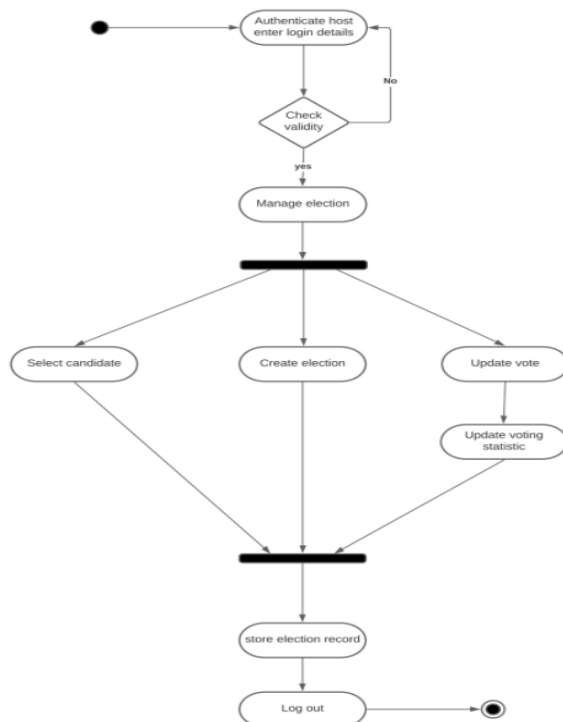 Authenticate host
enter login details
No
Check
validity
yes
Manage election
Select candidate
Create election
Update vote
Update voting
statistic
store election record
Log out